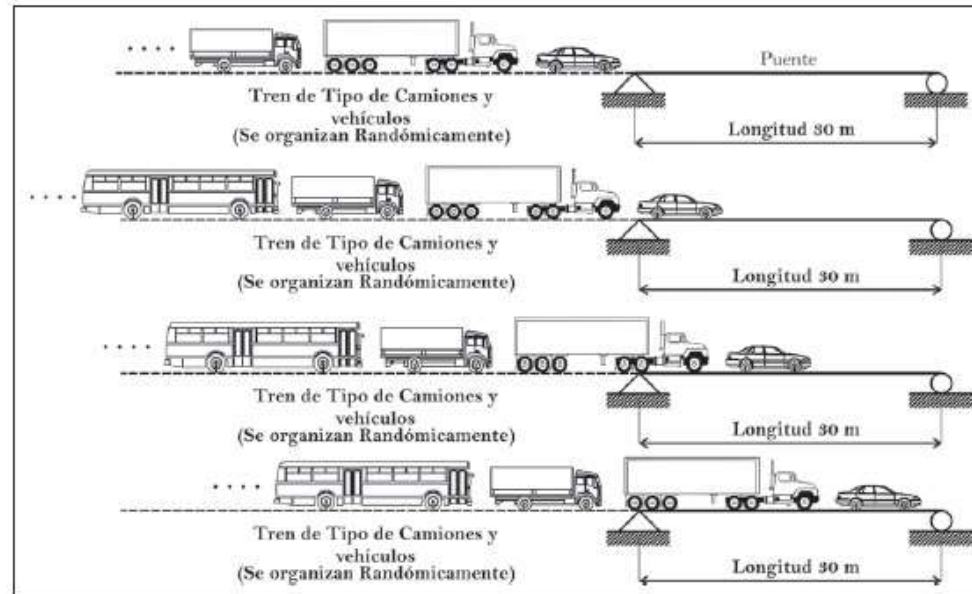 Puente
Tren de Tipo de Camiones y
vehículos
(Se organizan Randómicamente)
Longitud 30 m
Tren de Tipo de Camiones y
vehículos
(Se organizan Randómicamente)
Longitud 30 m
Tren de Tipo de Camiones y
vehículos
(Se organizan Randómicamente)
Longitud 30 m
Tren de Tipo de Camiones y
vehículos
(Se organizan Randómicamente)
Longitud 30 m